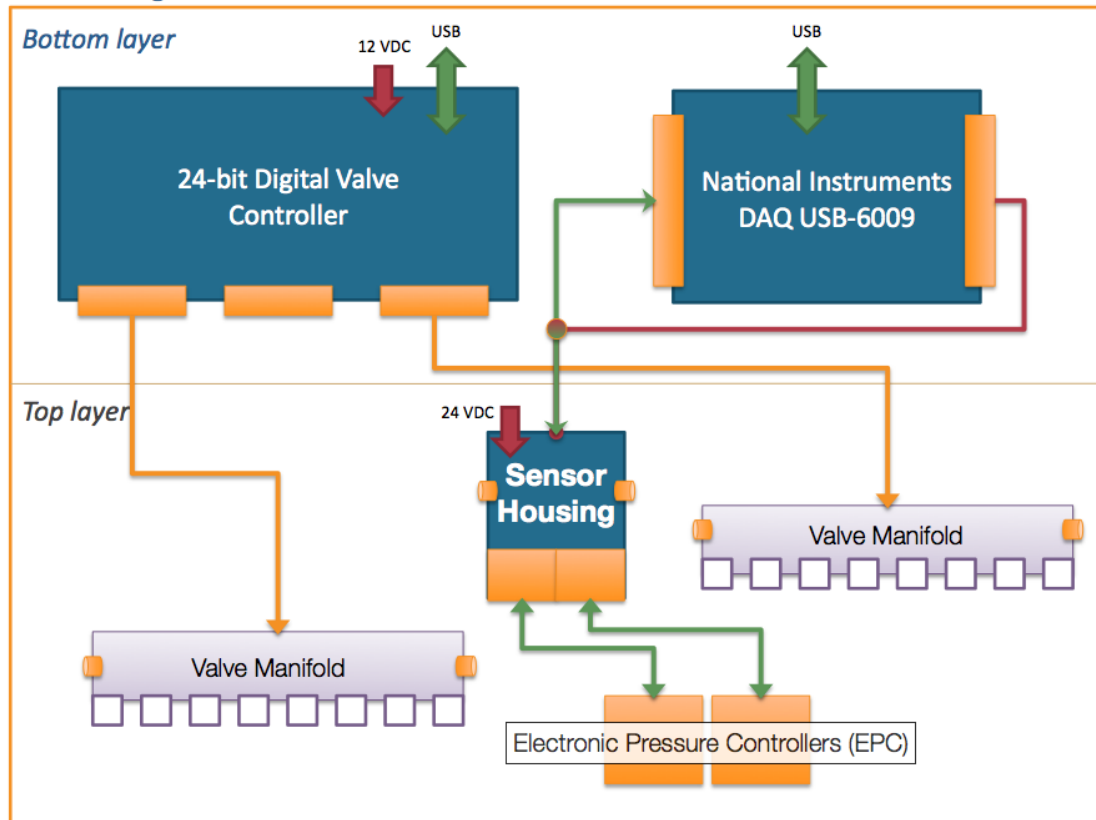 Bottom layer
12 VDC
USB
USB
24-bit Digital Valve
Controller
National Instruments
DAQ USB-6009
Top layer
24 VDC
Sensor
Housing
Valve Manifold
Valve Manifold
Electronic Pressure Controllers (EPC)